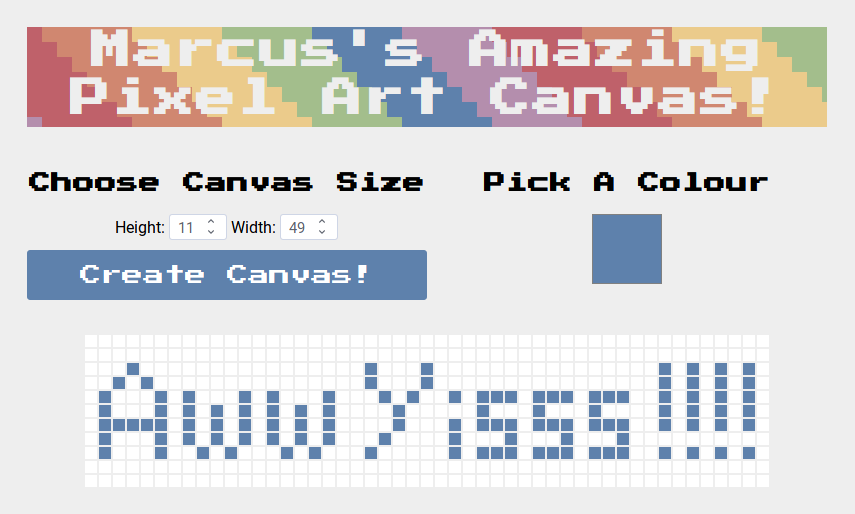 Marcus's Amazing
Pixel Art Canvas!
Choose Canvas Size
Pick A Colour
Height: 11 Width: 49
Create Canvas!
Aww Yisss!!!!